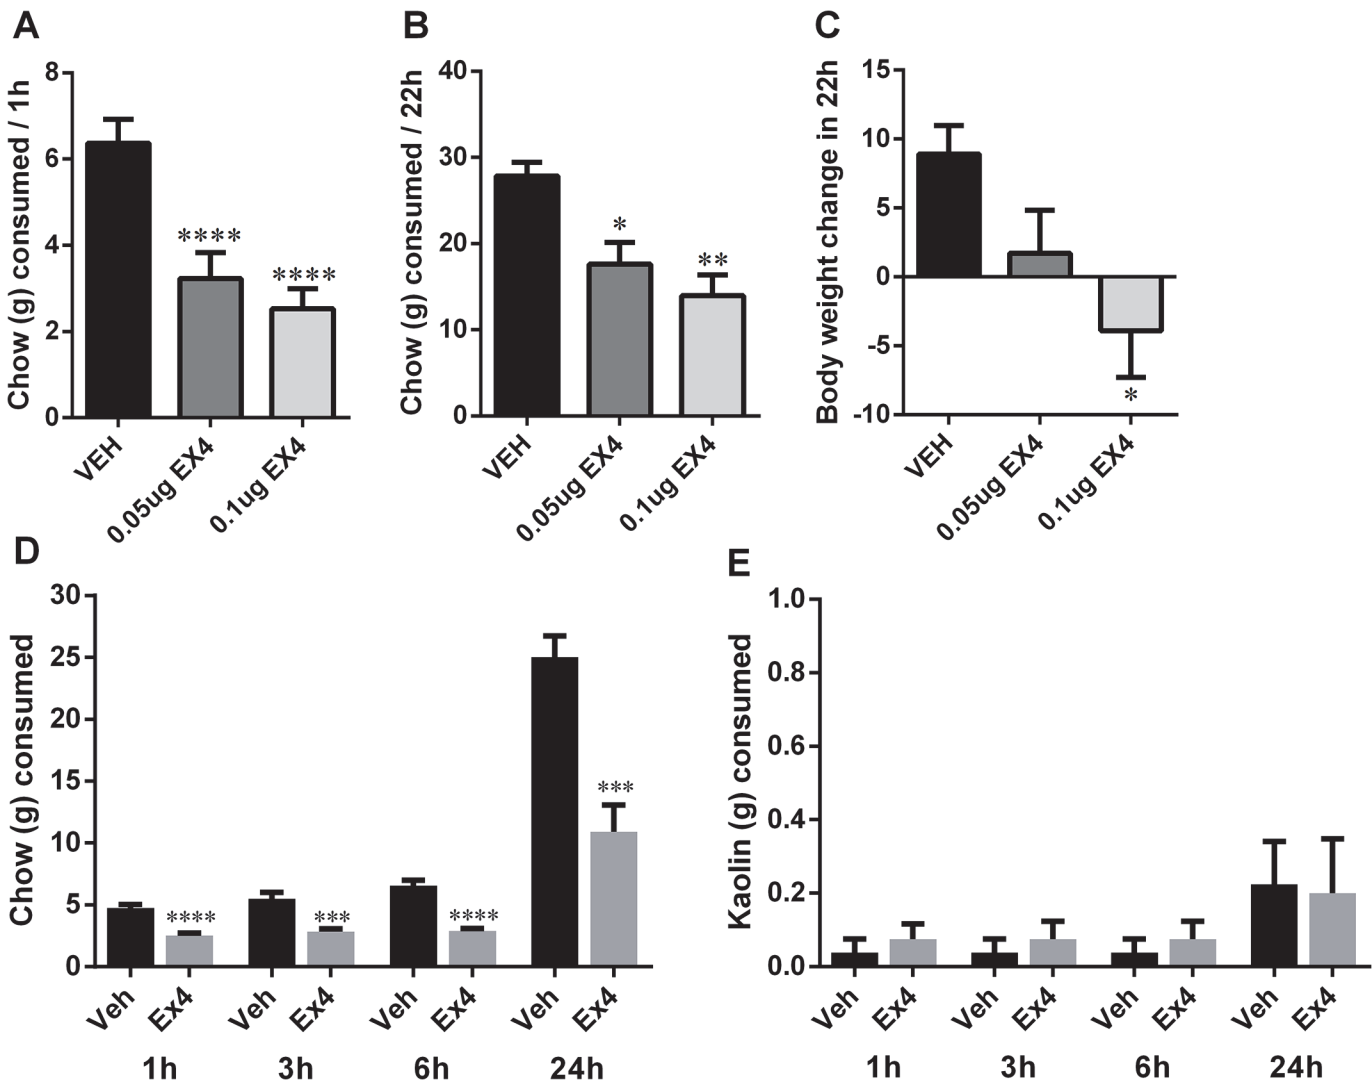 A
Chow (g) consumed / 1h
8
6
4
2
0
****
****
VEH
0.05ug EX4
0.1ug EX4
B
Chow (g) consumed / 22h
40
30
20
10
0
*
**
VEH
0.05ug EX4
0.1ug EX4
C
Body weight change in 22h
15
10
5
0
-5
-10
*
VEH
0.05ug EX4
0.1ug EX4
D
Chow (g) consumed
30
25
20
15
10
5
0
****
***
****
***
Veh Ex4 Veh Ex4 Veh Ex4 Veh Ex4
1h 3h 6h 24h
E
Kaolin (g) consumed
1.0
0.8
0.6
0.4
0.2
0.0
Veh Ex4 Veh Ex4 Veh Ex4 Veh Ex4
1h 3h 6h 24h